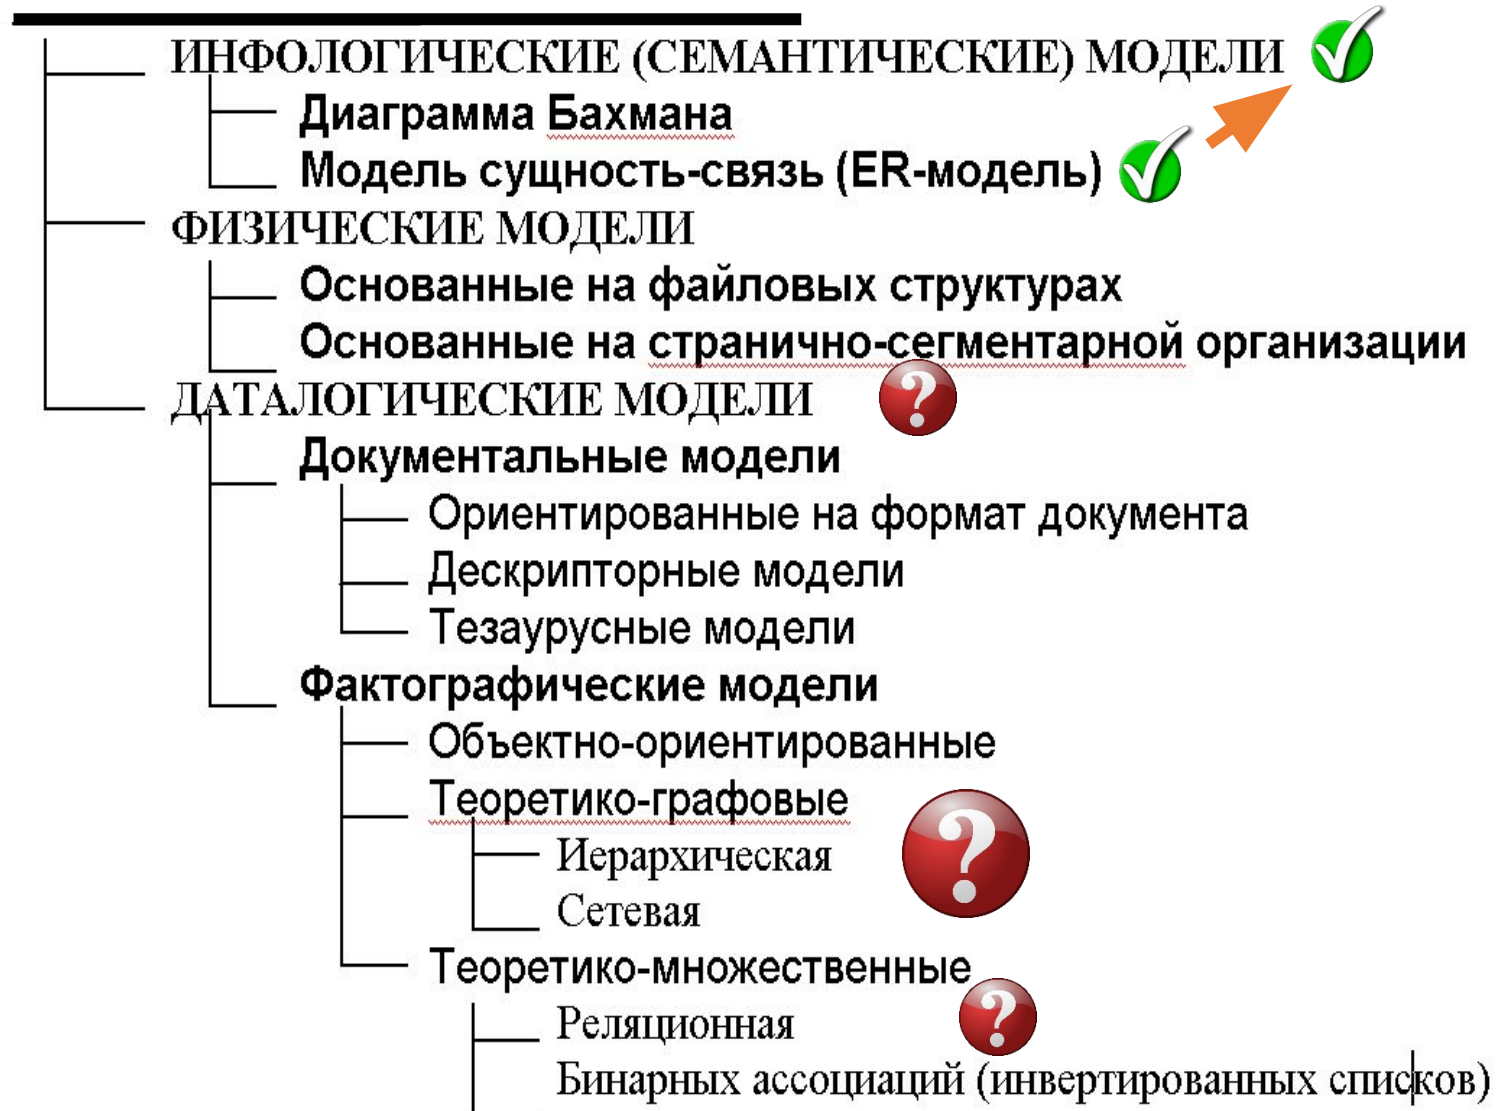 ИНФОЛОГИЧЕСКИЕ (СЕМАНТИЧЕСКИЕ) МОДЕЛИ
Диаграмма Бахмана
Модель сущность-связь (ER-модель)
ФИЗИЧЕСКИЕ МОДЕЛИ
Основанные на файловых структурах
Основанные на странично-сегментарной организации
ДАТАЛОГИЧЕСКИЕ МОДЕЛИ
?
Документальные модели
Ориентированные на формат документа
Дескрипторные модели
Тезаурусные модели
Фактографические модели
Объектно-ориентированные
Теоретико-графовые
Иерархическая
?
Сетевая
Теоретико-множественные
Реляционная
?
Бинарных ассоциаций (инвертированных списков)